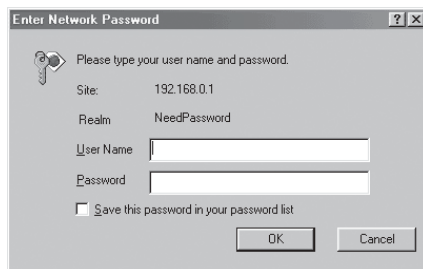 Enter Network Password
Please type your user name and password.
Site: 192.168.0.1
Realm NeedPassword
User Name
Password
Save this password in your password list
OK Cancel